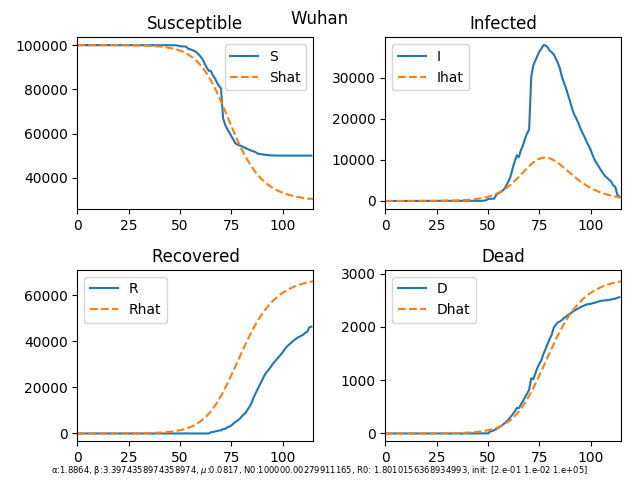 Wuhan
Susceptible
Infected
100000
80000
60000
40000
0 25 50 75 100
S
Shat
30000
20000
10000
0
0 25 50 75 100
I
Ihat
Recovered
Dead
60000
40000
20000
0
0 25 50 75 100
R
Rhat
3000
2000
1000
0
0 25 50 75 100
D
Dhat
α:1.8864, β:3.3974358974358974, μ:0.0817, N0:100000.00279911165, R0: 1.8010156368934993, init: [2.e-01 1.e-02 1.e+05]